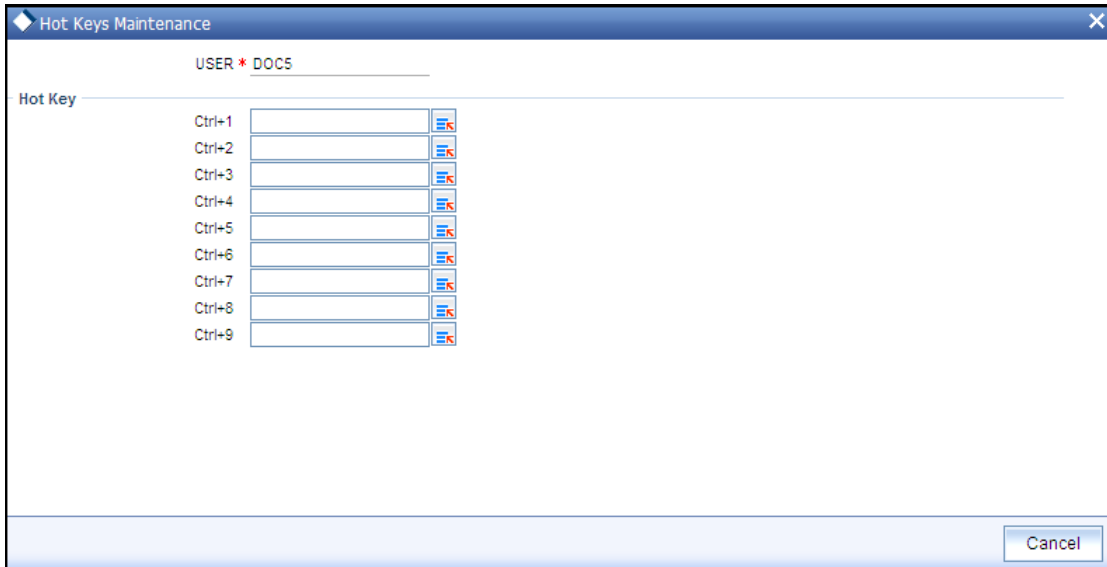 Hot Keys Maintenance
USER * DOC5
Hot Key
Ctrl+1
Ctrl+2
Ctrl+3
Ctrl+4
Ctrl+5
Ctrl+6
Ctrl+7
Ctrl+8
Ctrl+9
Cancel